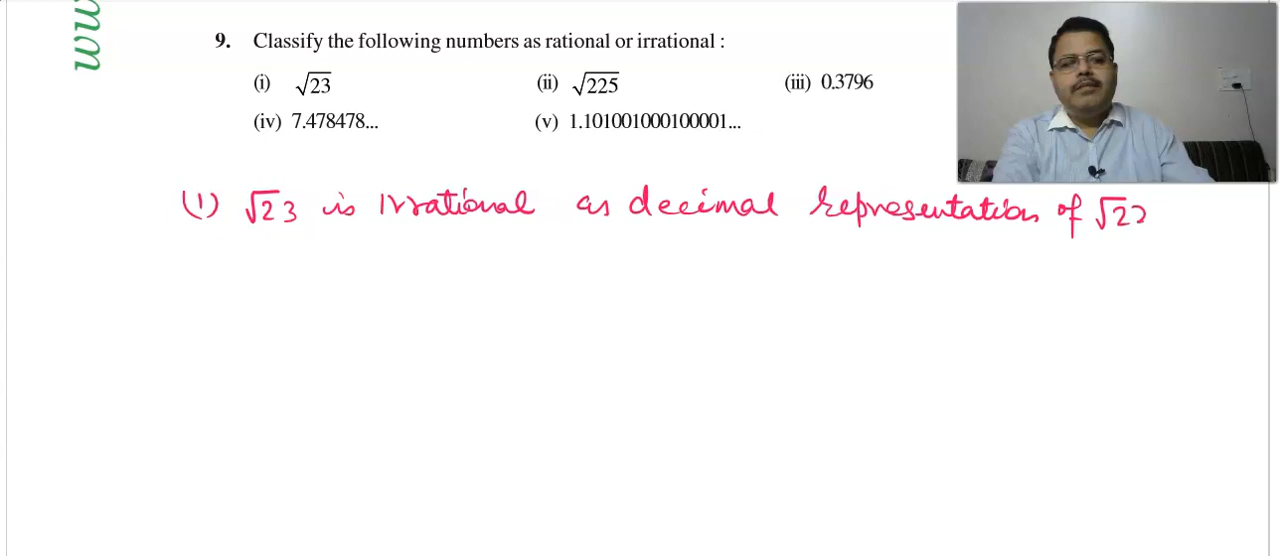 9. Classify the following numbers as rational or irrational :
(i) √23 (ii) √225 (iii) 0.3796
(iv) 7.478478... (v) 1.101001000100001...
(1) √23 is irrational as decimal representation of √23